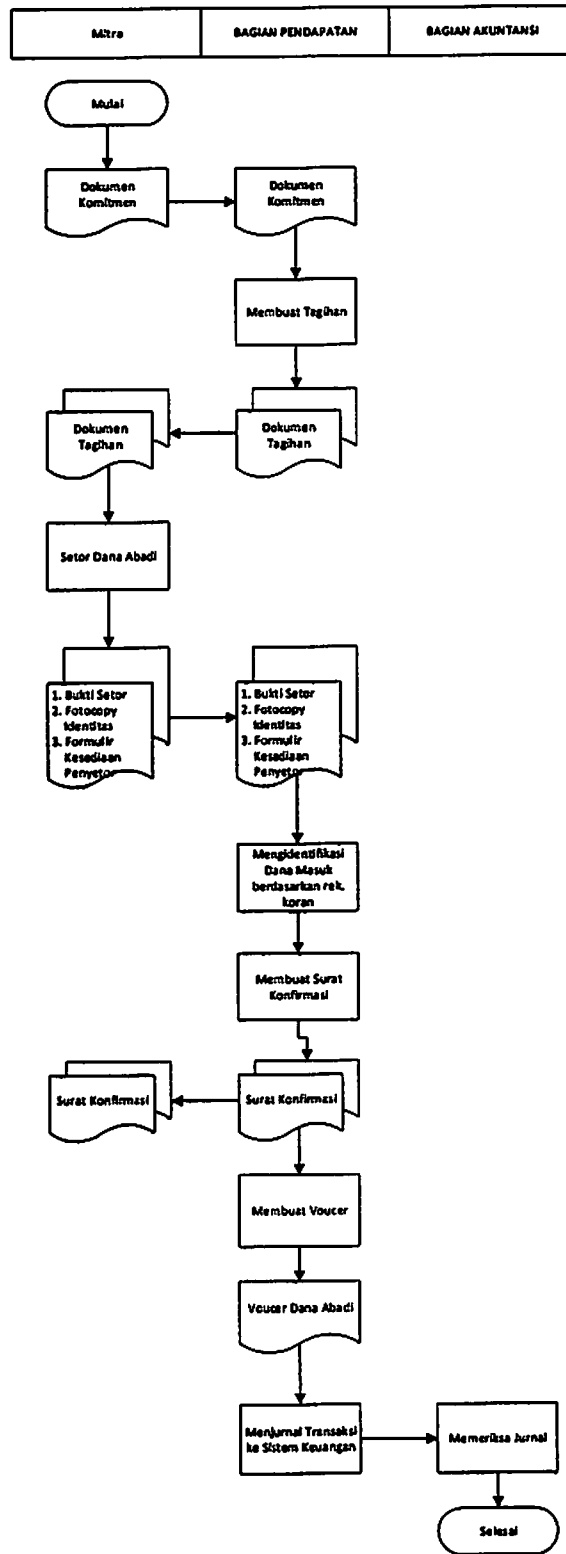 Mitra
BAGIAN PENDAPATAN
BAGIAN AKUNTANSI
Mulai
Dokumen
Komitmen
Dokumen
Komitmen
Membuat Tagihan
Dokumen
Tagihan
Dokumen
Tagihan
Setor Dana Abadi
1. Bukti Setor
2. Fotocopy
Identitas
3. Formulir
Kesediaan
Penyetor
1. Bukti Setor
2. Fotocopy
Identitas
3. Formulir
Kesediaan
Penyetor
Mengidentifikasi
Dana Masuk
berdasarkan rek.
koran
Membuat Surat
Konfirmasi
Surat Konfirmasi
Surat Konfirmasi
Membuat Voucer
Voucer Dana Abadi
Menjurnal Transaksi
ke Sistem Keuangan
Memeriksa Jurnal
Selesai